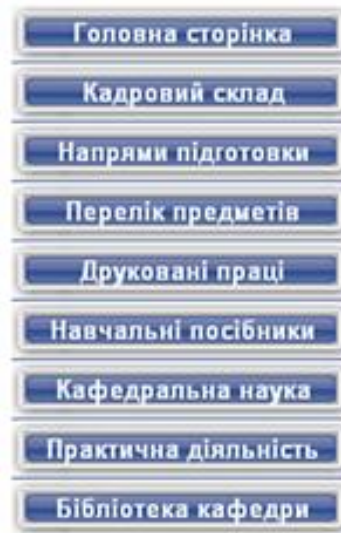 Головна сторінка
Кадровий склад
Напрями підготовки
Перелік предметів
Друковані праці
Навчальні посібники
Кафедральна наука
Практична діяльність
Бібліотека кафедри